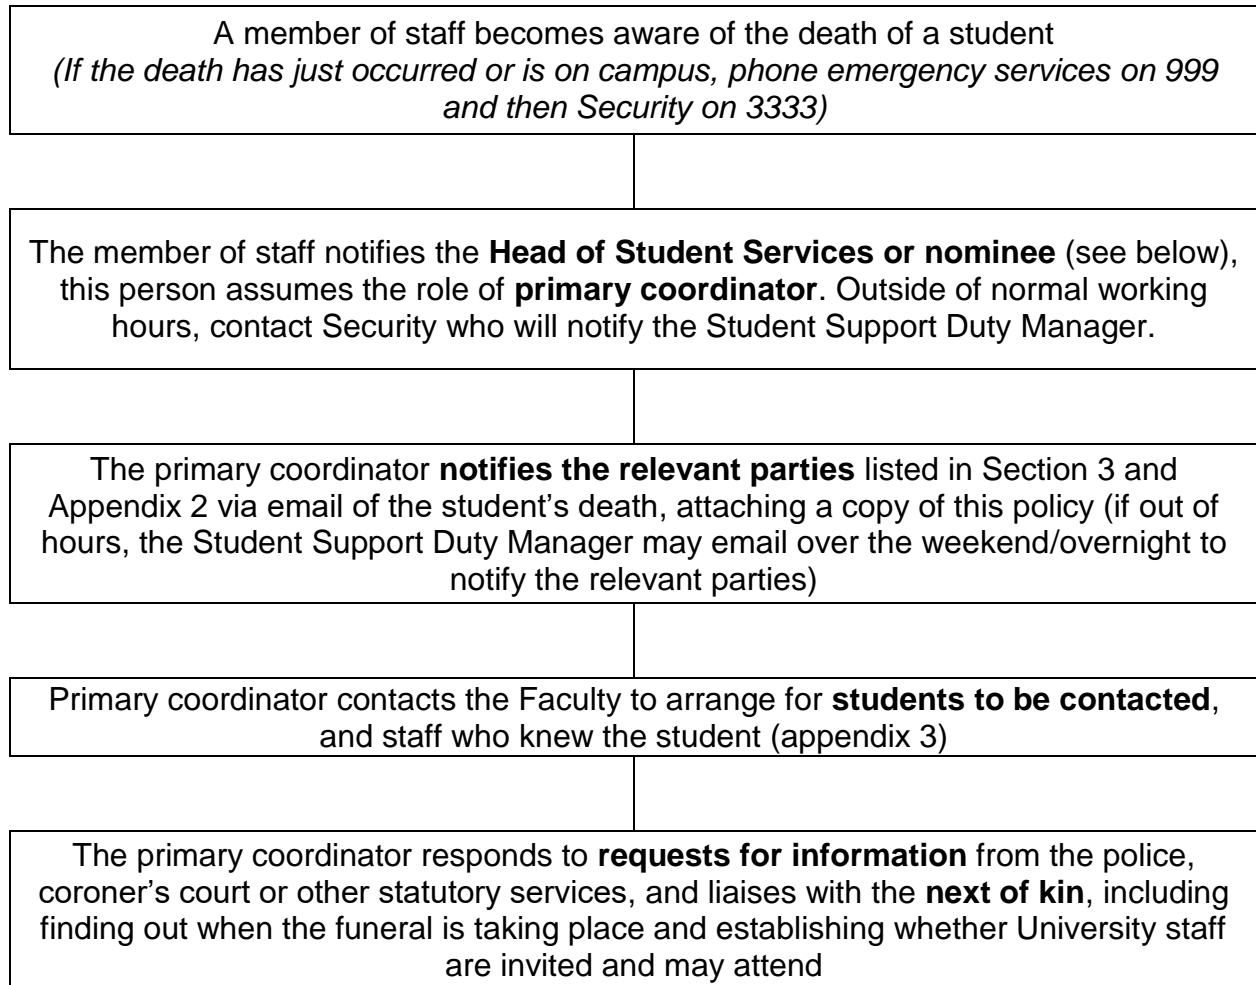 A member of staff becomes aware of the death of a student
(If the death has just occurred or is on campus, phone emergency services on 999
and then Security on 3333)
The member of staff notifies the Head of Student Services or nominee (see below),
this person assumes the role of primary coordinator. Outside of normal working
hours, contact Security who will notify the Student Support Duty Manager.
The primary coordinator notifies the relevant parties listed in Section 3 and
Appendix 2 via email of the student’s death, attaching a copy of this policy (if out of
hours, the Student Support Duty Manager may email over the weekend/overnight to
notify the relevant parties)
Primary coordinator contacts the Faculty to arrange for students to be contacted,
and staff who knew the student (appendix 3)
The primary coordinator responds to requests for information from the police,
coroner’s court or other statutory services, and liaises with the next of kin, including
finding out when the funeral is taking place and establishing whether University staff
are invited and may attend